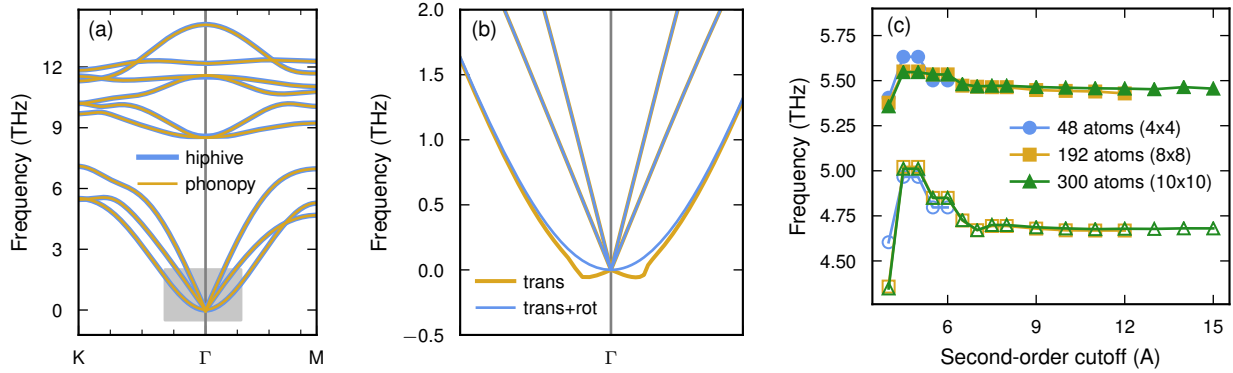 (a)
Frequency (THz)
12
9
6
3
0
hiphive
phonopy
K
Γ
M
(b)
Frequency (THz)
2.0
1.5
1.0
0.5
0.0
−0.5
trans
trans+rot
Γ
(c)
Frequency (THz)
5.75
5.50
5.25
5.00
4.75
4.50
48 atoms (4x4)
192 atoms (8x8)
300 atoms (10x10)
6
9
12
15
Second-order cutoff (A)